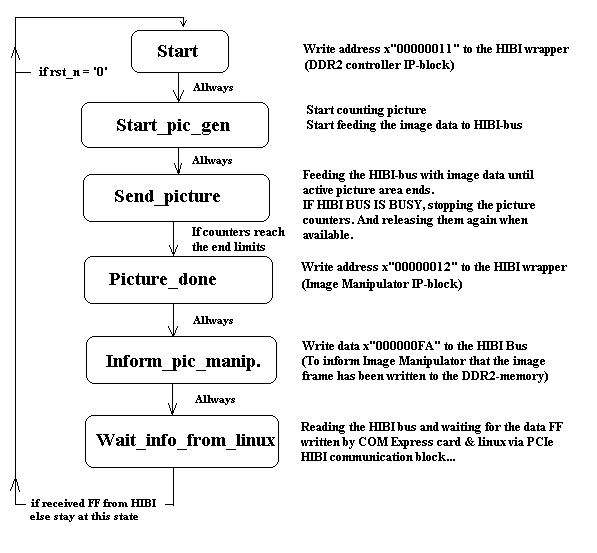 Start
Write address x"00000011" to the HIBI wrapper
(DDR2 controller IP-block)
if rst_n = '0'
Allways
Start_pic_gen
Start counting picture
Start feeding the image data to HIBI-bus
Allways
Send_picture
Feeding the HIBI-bus with image data until
active picture area ends.
IF HIBI BUS IS BUSY, stopping the picture
counters. And releasing them again when
available.
If counters reach
the end limits
Picture_done
Write address x"00000012" to the HIBI wrapper
(Image Manipulator IP-block)
Allways
Inform_pic_manip.
Write data x"000000FA" to the HIBI Bus
(To inform Image Manipulator that the image
frame has been written to the DDR2-memory)
Allways
Wait_info_from_linux
Reading the HIBI bus and waiting for the data FF
written by COM Express card & linux via PCIe
HIBI communication block...
if received FF from HIBI
else stay at this state